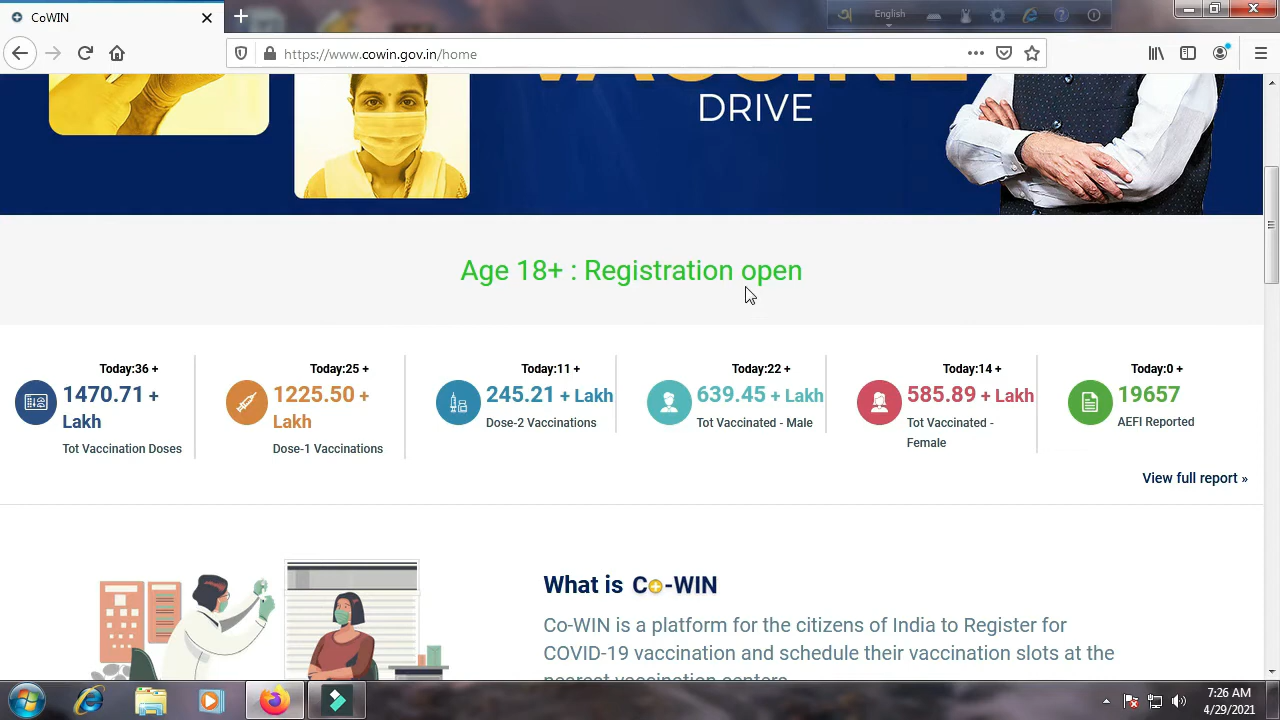 CoWIN
English
https://www.cowin.gov.in/home
DRIVE
Age 18+ : Registration open
Today:36 +
1470.71 +
Lakh
Tot Vaccination Doses
Today:25 +
1225.50 +
Lakh
Dose-1 Vaccinations
Today:11 +
245.21 + Lakh
Dose-2 Vaccinations
Today:22 +
639.45 + Lakh
Tot Vaccinated - Male
Today:14 +
585.89 + Lakh
Tot Vaccinated -
Female
Today:0 +
19657
AEFI Reported
View full report »
What is Co-WIN
Co-WIN is a platform for the citizens of India to Register for
COVID-19 vaccination and schedule their vaccination slots at the
nearest vaccination centers
7:26 AM
4/29/2021